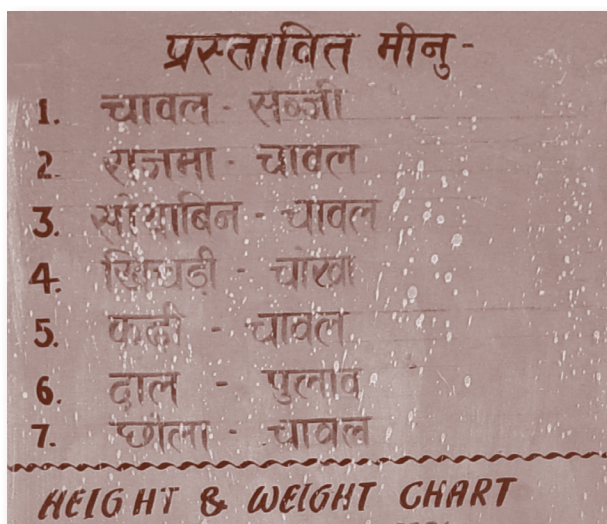 प्रस्तावित मीनु -
1. चावल - सब्जी
2. राजमा - चावल
3. सोयाबिन - चावल
4. खिचड़ी - चोखा
5. कढी - चावल
6. दाल - पुलाव
7. छोला - चावल
HEIGHT & WEIGHT CHART